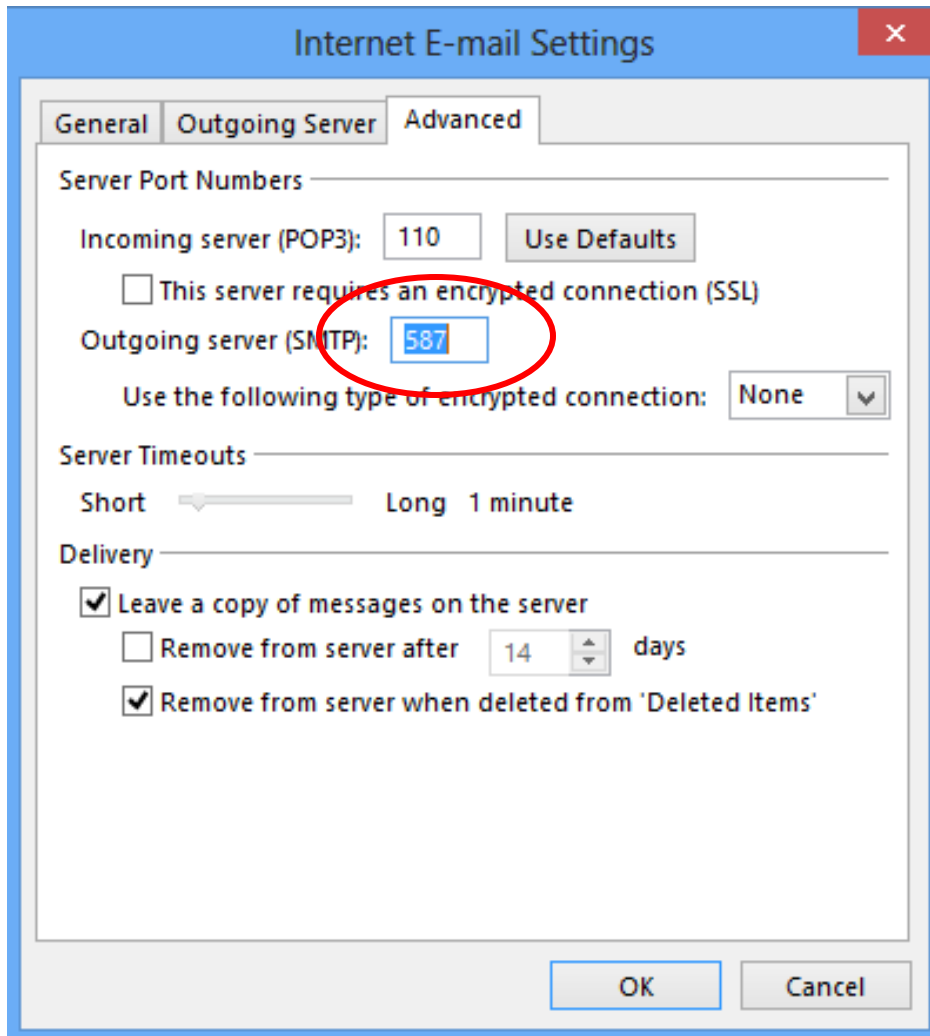 Internet E-mail Settings
General Outgoing Server Advanced
Server Port Numbers
Incoming server (POP3): 110 Use Defaults
This server requires an encrypted connection (SSL)
Outgoing server (SMTP): 587
Use the following type of encrypted connection: None
Server Timeouts
Short Long 1 minute
Delivery
Leave a copy of messages on the server
Remove from server after 14 days
Remove from server when deleted from 'Deleted Items'
OK Cancel